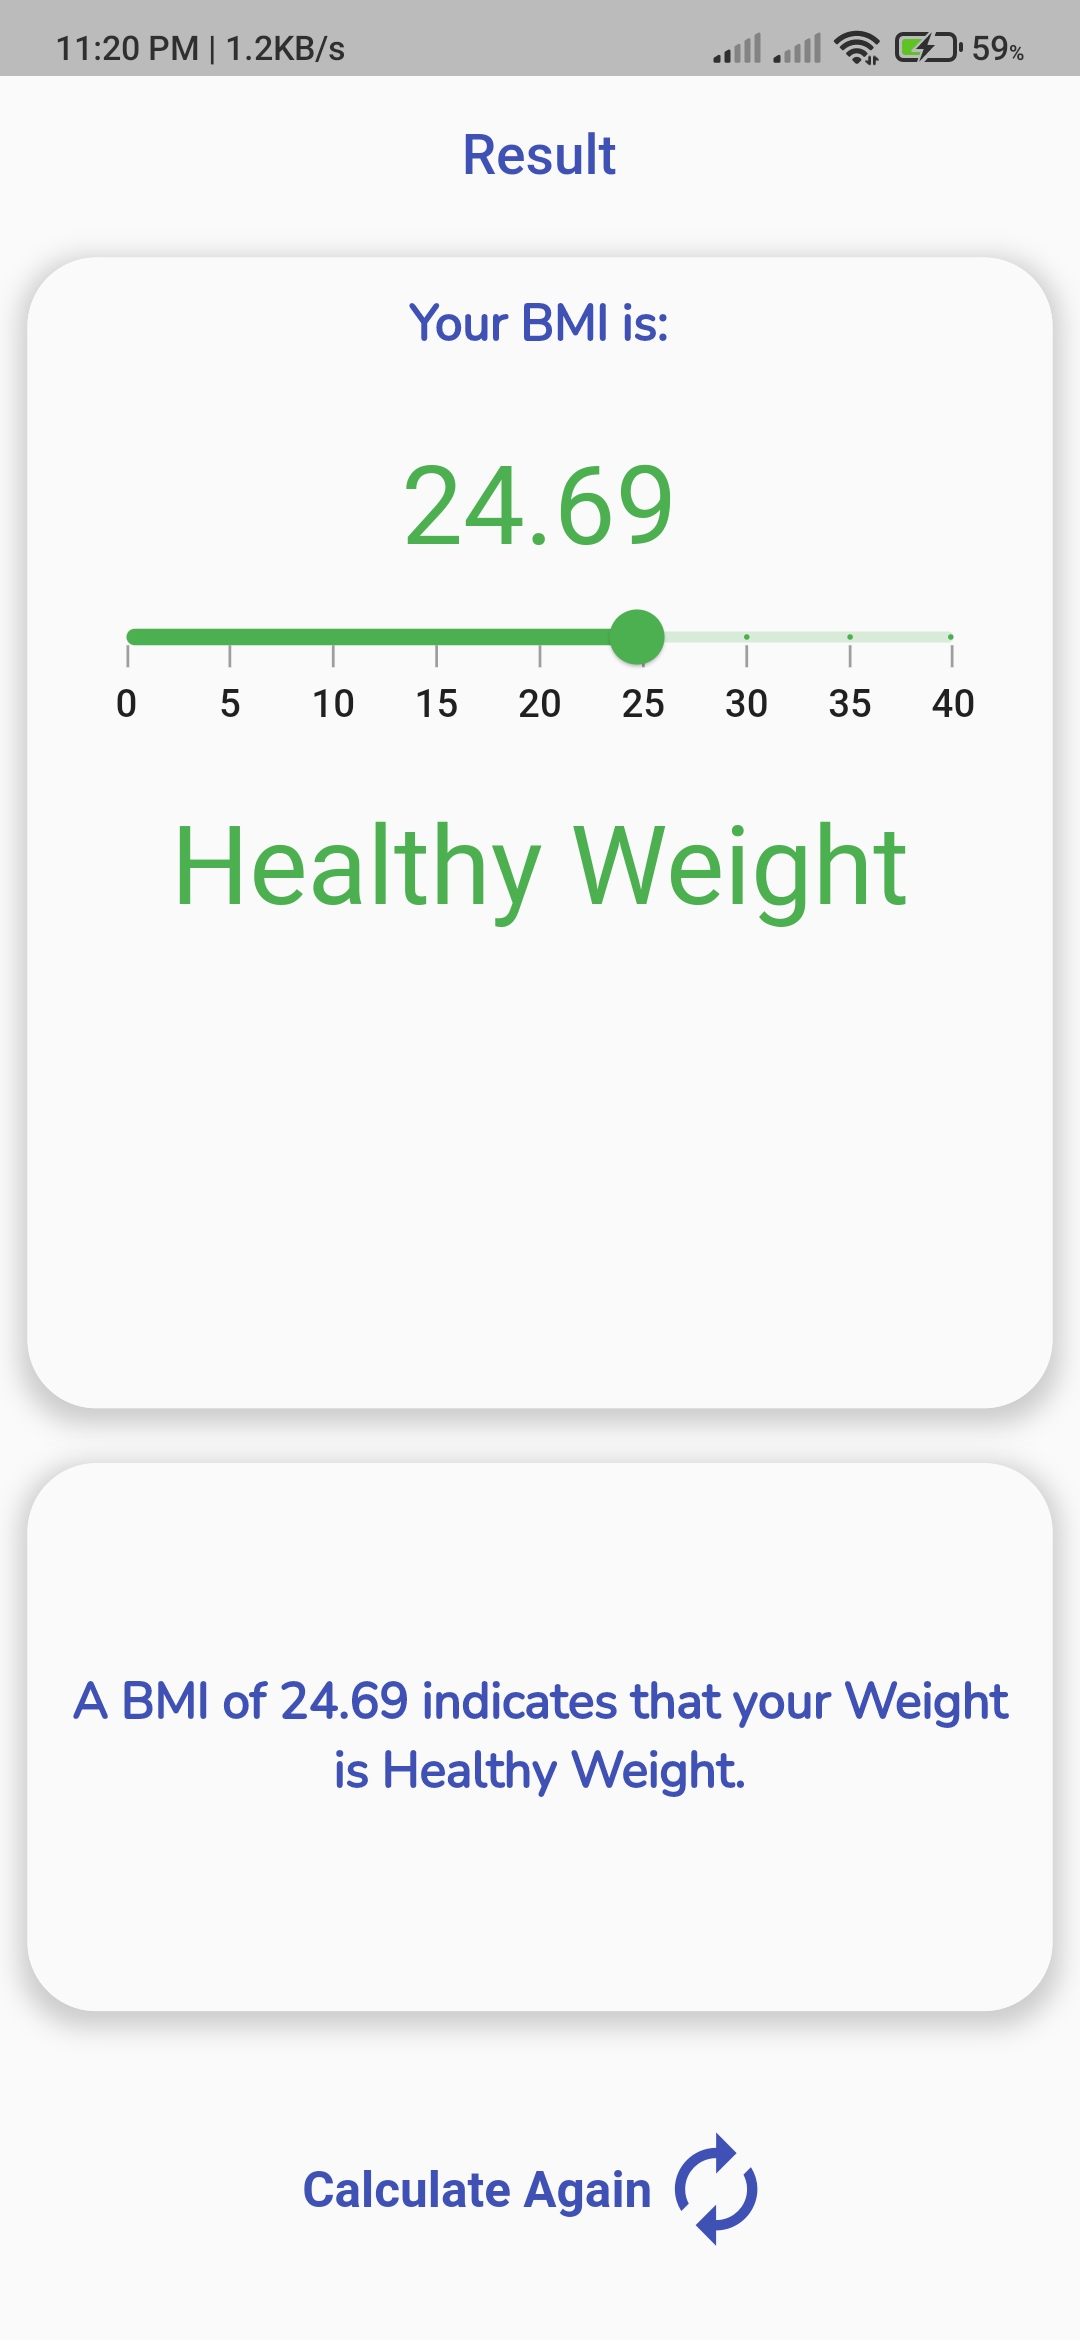 11:20 PM | 1.2KB/s 59%
Result
Your BMI is:
24.69
0 5 10 15 20 25 30 35 40
Healthy Weight
A BMI of 24.69 indicates that your Weight
is Healthy Weight.
Calculate Again